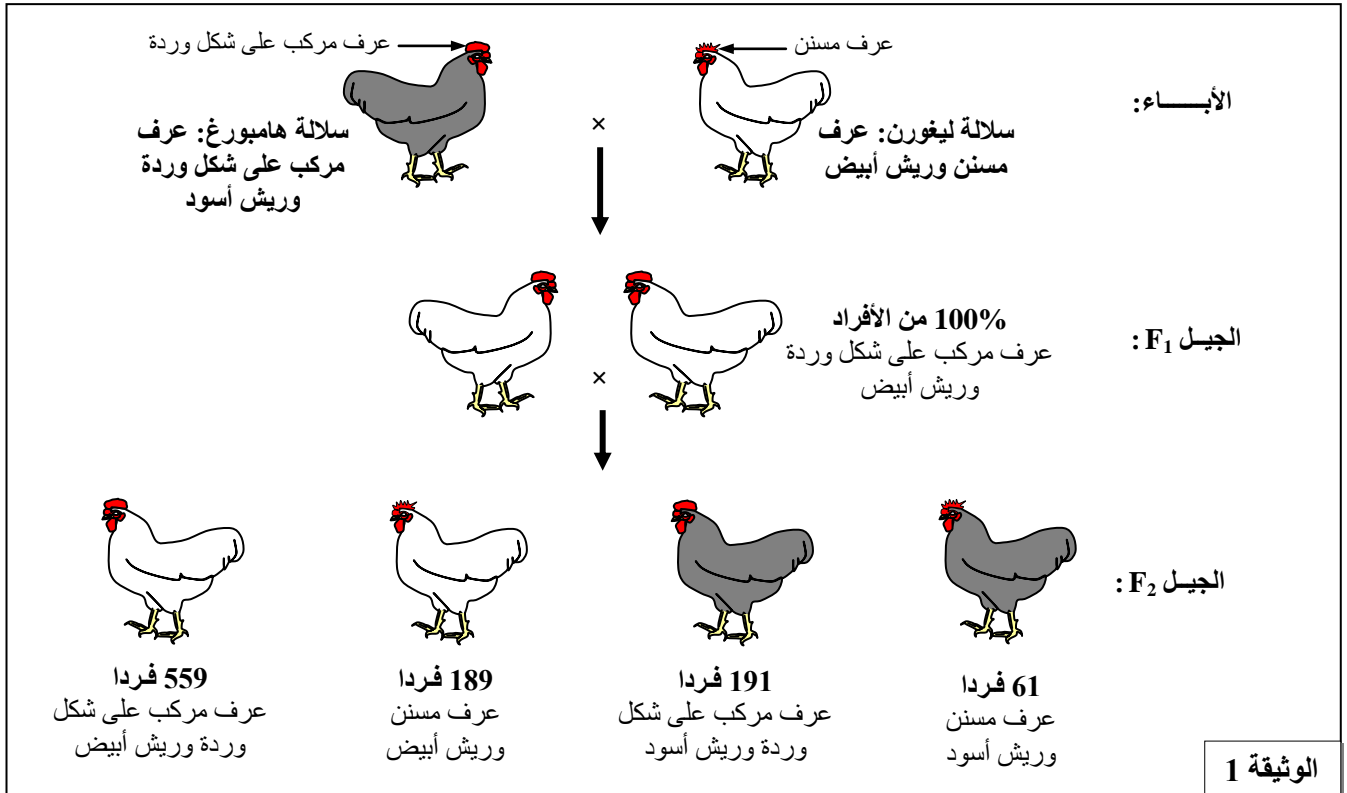 عرف مسنن
عرف مركب على شكل وردة
الأبـــــاء:
×
سلالة ليغورن: عرف
مسنن وريش أبيض
سلالة هامبورغ: عرف
مركب على شكل وردة
وريش أسود
الجيــل F1 :
100% من الأفراد
عرف مركب على شكل وردة
وريش أبيض
×
الجيــل F2 :
61 فـردا
عرف مسنن
وريش أسود
191 فـردا
عرف مركب على شكل
وردة وريش أسود
189 فـردا
عرف مسنن
وريش أبيض
559 فـردا
عرف مركب على شكل
وردة وريش أبيض
الوثيقة 1